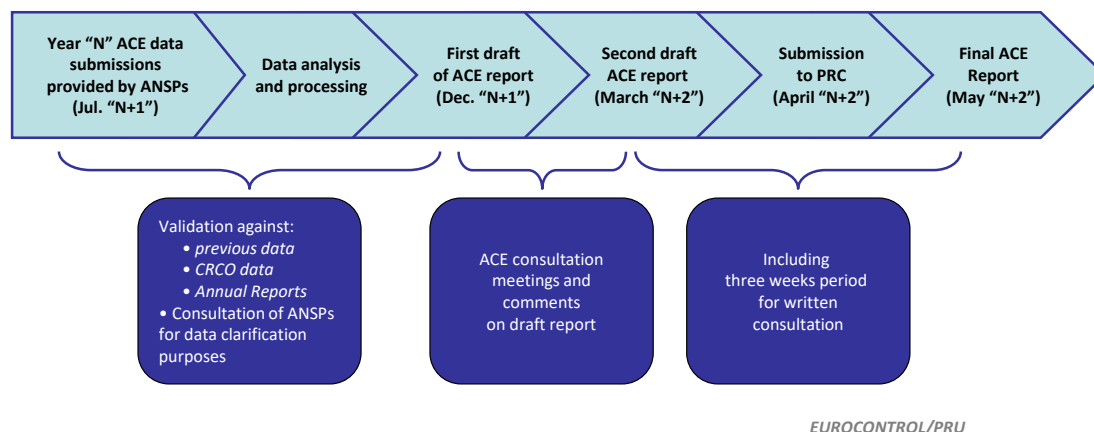 Year “N” ACE data
submissions
provided by ANSPs
(Jul. “N+1”)
Data analysis
and processing
First draft
of ACE report
(Dec. “N+1”)
Second draft
ACE report
(March “N+2”)
Submission
to PRC
(April “N+2”)
Final ACE
Report
(May “N+2”)
Validation against:
• previous data
• CRCO data
• Annual Reports
• Consultation of ANSPs
for data clarification
purposes
ACE consultation
meetings and
comments
on draft report
Including
three weeks period
for written
consultation
EUROCONTROL/PRU